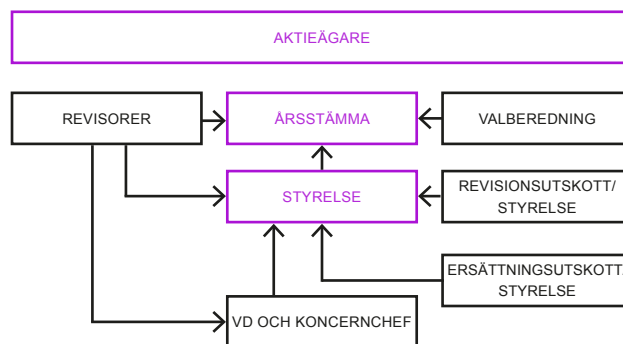 AKTIEÄGARE
REVISORER
ÅRSSTÄMMA
VALBEREDNING
STYRELSE
REVISIONSUTSKOTT/
STYRELSE
ERSÄTTNINGSUTSKOTT/
STYRELSE
VD OCH KONCERNCHEF